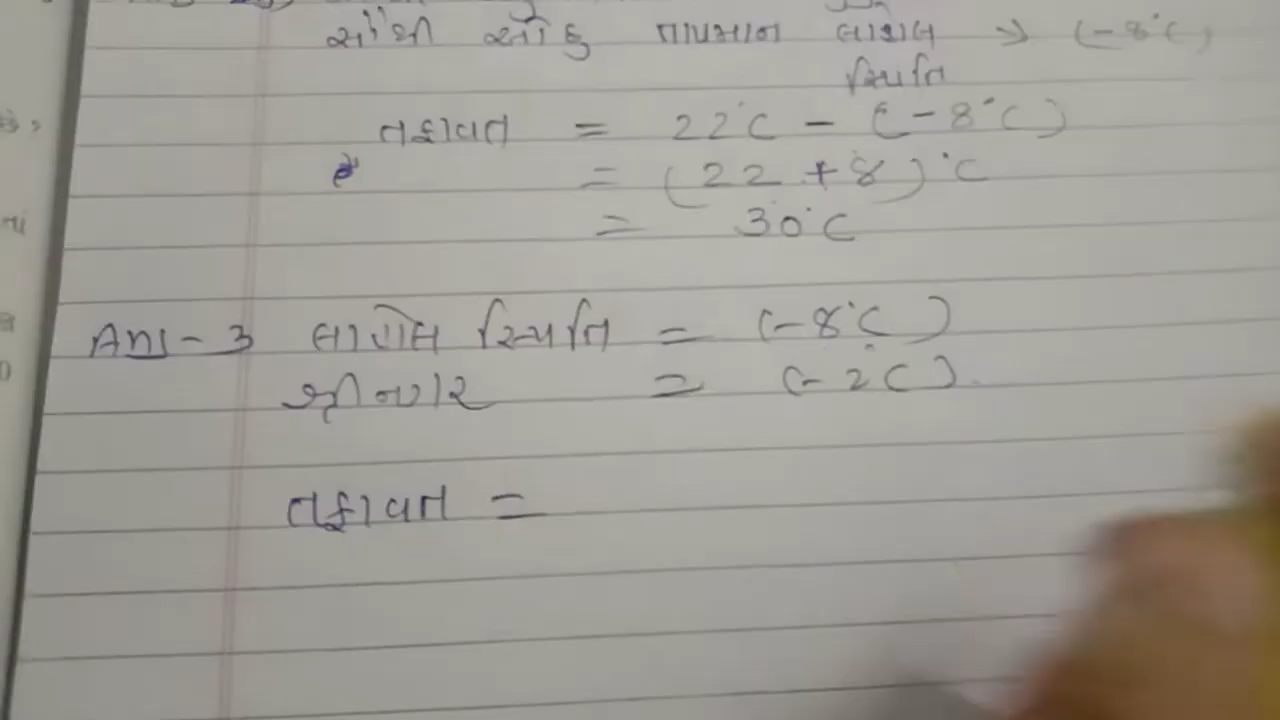 સૌથી ઓછુ તાપમાન → (-8°C)
સ્પિતિ
તફાવત = 22°C - (-8°C)
= (22 + 8)°C
= 30°C
Ans - 3 લાહોલ સ્પિતિ = (-8°C)
શ્રીનગર = (-2°C)
તફાવત =